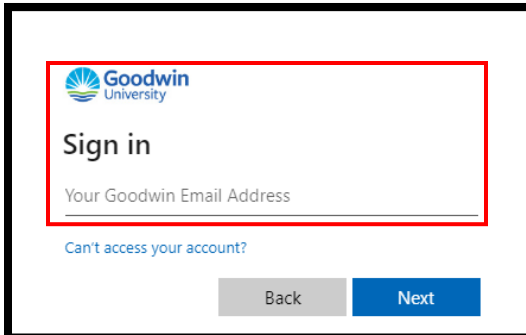 Goodwin
University
Sign in
Your Goodwin Email Address
Can't access your account?
Back Next